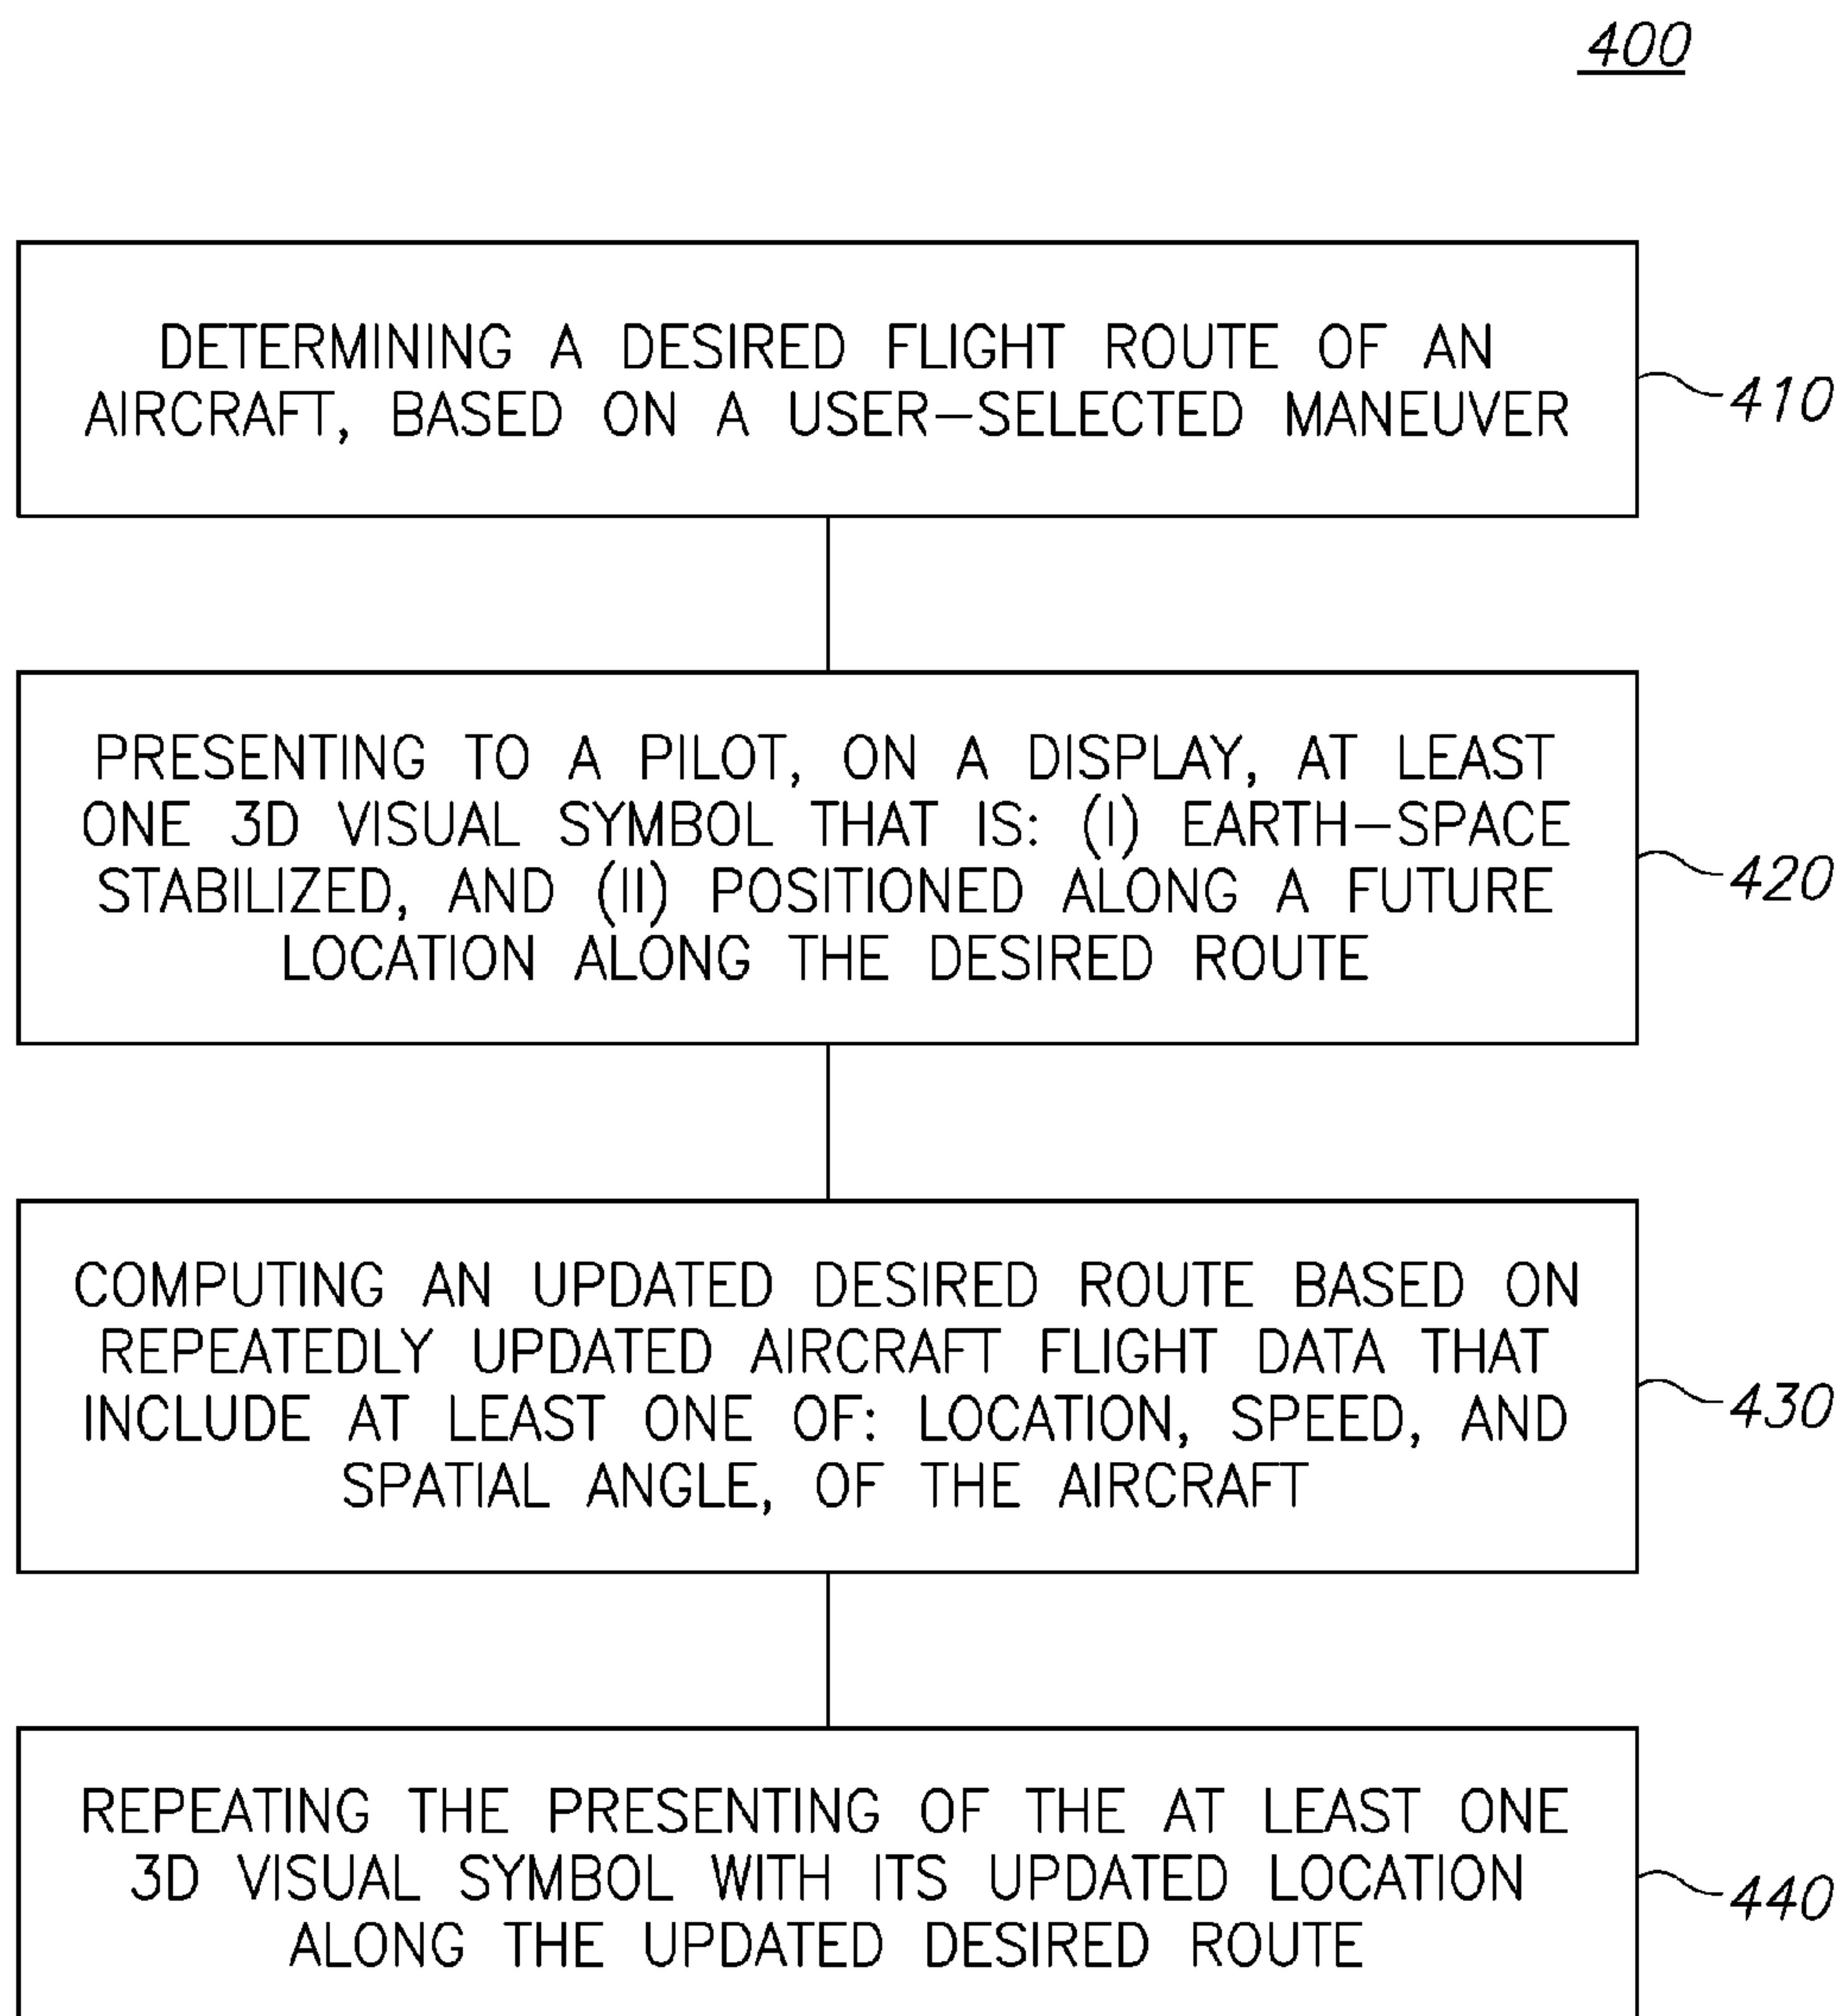 400
DETERMINING A DESIRED FLIGHT ROUTE OF AN
AIRCRAFT, BASED ON A USER-SELECTED MANEUVER
410
PRESENTING TO A PILOT, ON A DISPLAY, AT LEAST
ONE 3D VISUAL SYMBOL THAT IS: (I) EARTH-SPACE
STABILIZED, AND (II) POSITIONED ALONG A FUTURE
LOCATION ALONG THE DESIRED ROUTE
420
COMPUTING AN UPDATED DESIRED ROUTE BASED ON
REPEATEDLY UPDATED AIRCRAFT FLIGHT DATA THAT
INCLUDE AT LEAST ONE OF: LOCATION, SPEED, AND
SPATIAL ANGLE, OF THE AIRCRAFT
430
REPEATING THE PRESENTING OF THE AT LEAST ONE
3D VISUAL SYMBOL WITH ITS UPDATED LOCATION
ALONG THE UPDATED DESIRED ROUTE
440